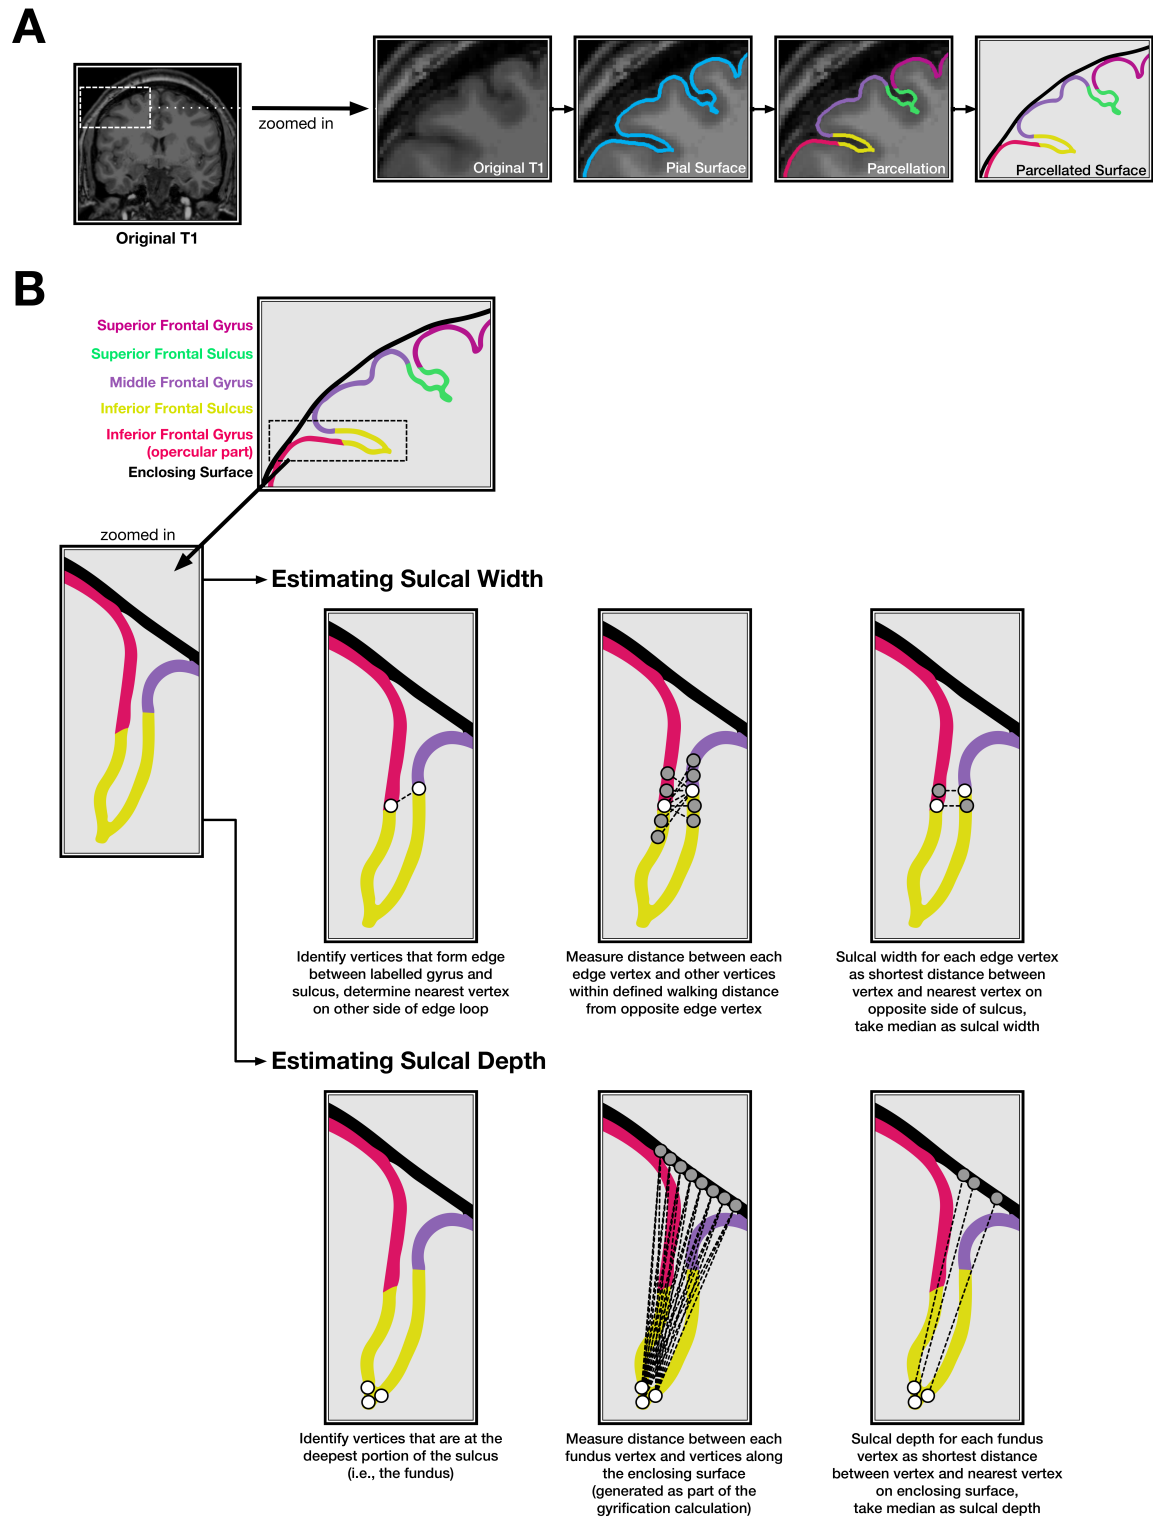 A
Original T1
zoomed in
Original T1
Pial Surface
Parcellation
Parcellated Surface
B
Superior Frontal Gyrus
Superior Frontal Sulcus
Middle Frontal Gyrus
Inferior Frontal Sulcus
Inferior Frontal Gyrus
(opercular part)
Enclosing Surface
zoomed in
Estimating Sulcal Width
Identify vertices that form edge
between labelled gyrus and
sulcus, determine nearest vertex
on other side of edge loop
Measure distance between each
edge vertex and other vertices
within defined walking distance
from opposite edge vertex
Sulcal width for each edge vertex
as shortest distance between
vertex and nearest vertex on
opposite side of sulcus,
take median as sulcal width
Estimating Sulcal Depth
Identify vertices that are at the
deepest portion of the sulcus
(i.e., the fundus)
Measure distance between each
fundus vertex and vertices along
the enclosing surface
(generated as part of the
gyrification calculation)
Sulcal depth for each fundus
vertex as shortest distance
between vertex and nearest vertex
on enclosing surface,
take median as sulcal depth